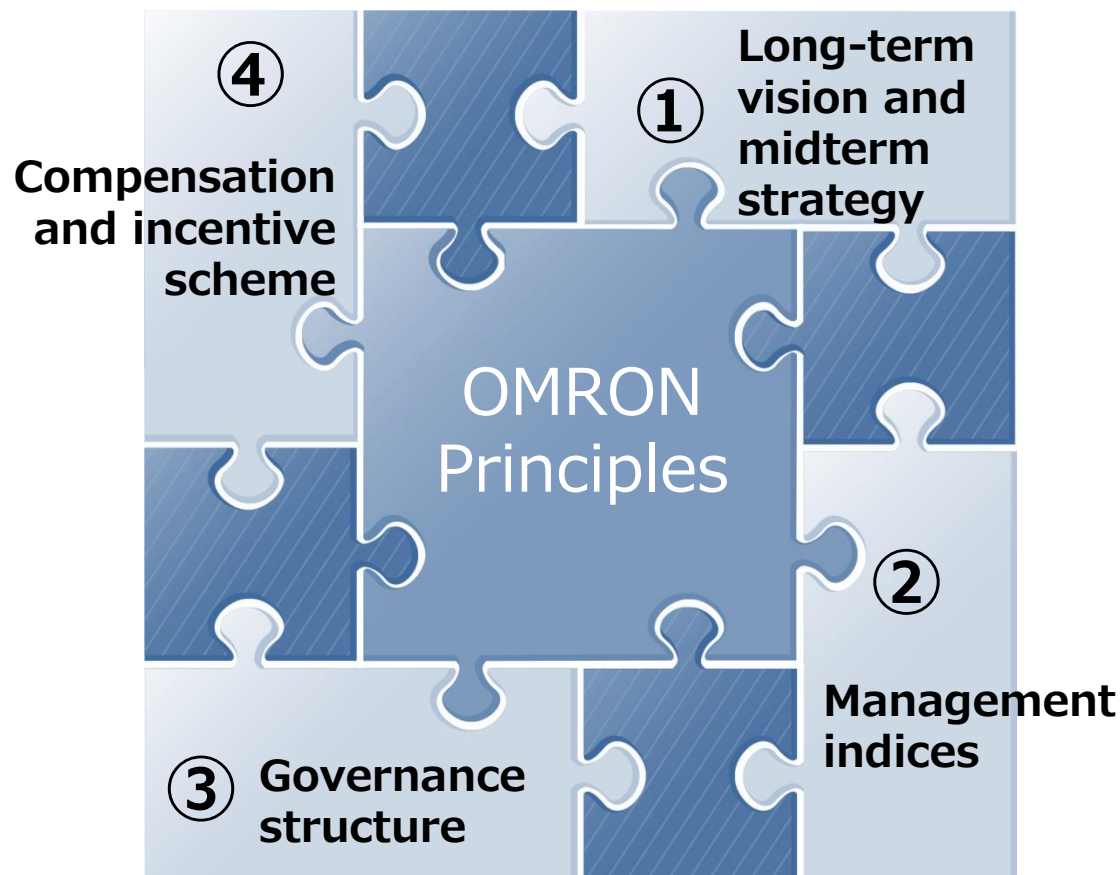 ①
Long-term
vision and
midterm
strategy
④
Compensation
and incentive
scheme
OMRON
Principles
②
Management
indices
③
Governance
structure